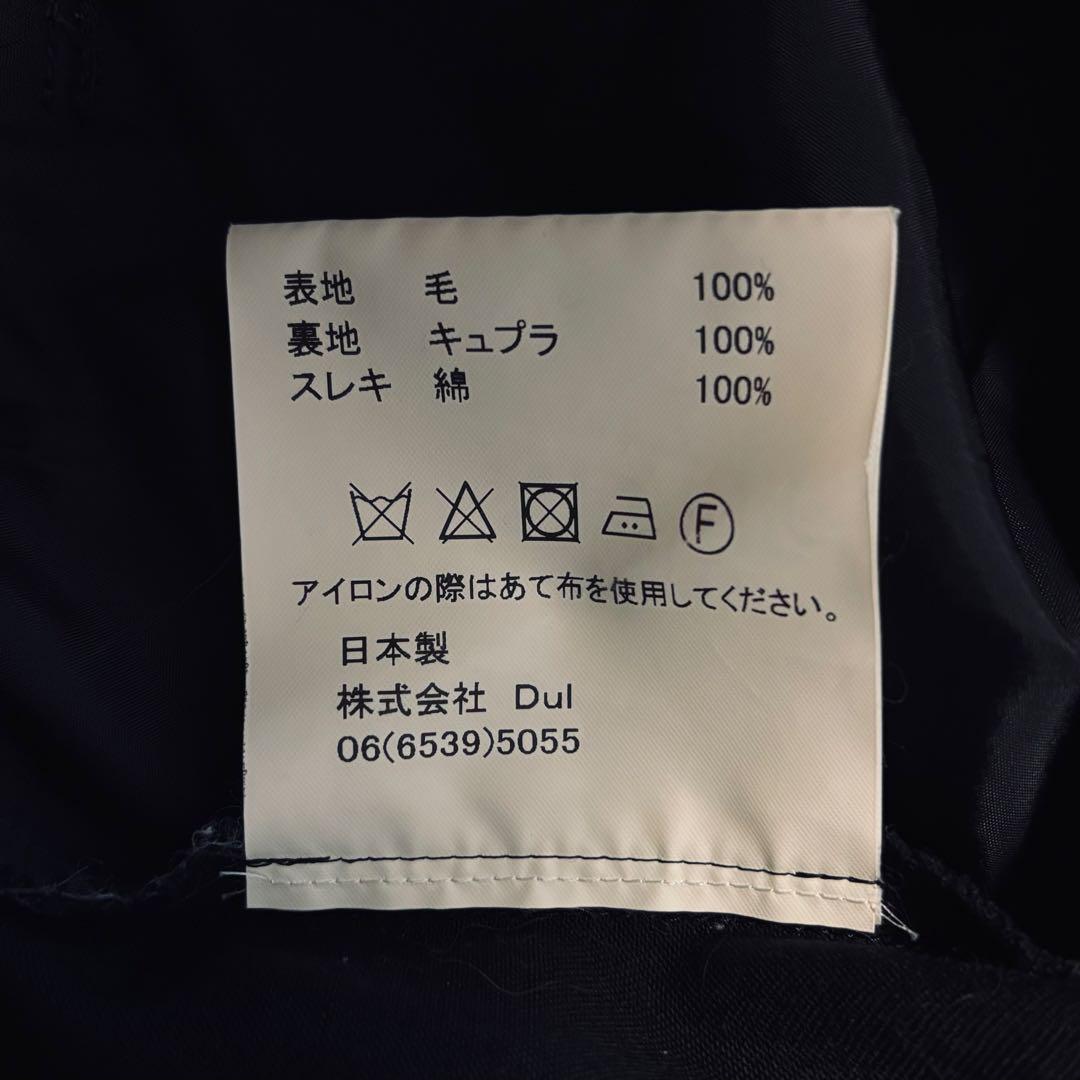 表地 毛 100%
裏地 キュプラ 100%
スレキ 綿 100%
F
アイロンの際はあて布を使用してください。
日本製
株式会社 Dul
06(6539)5055